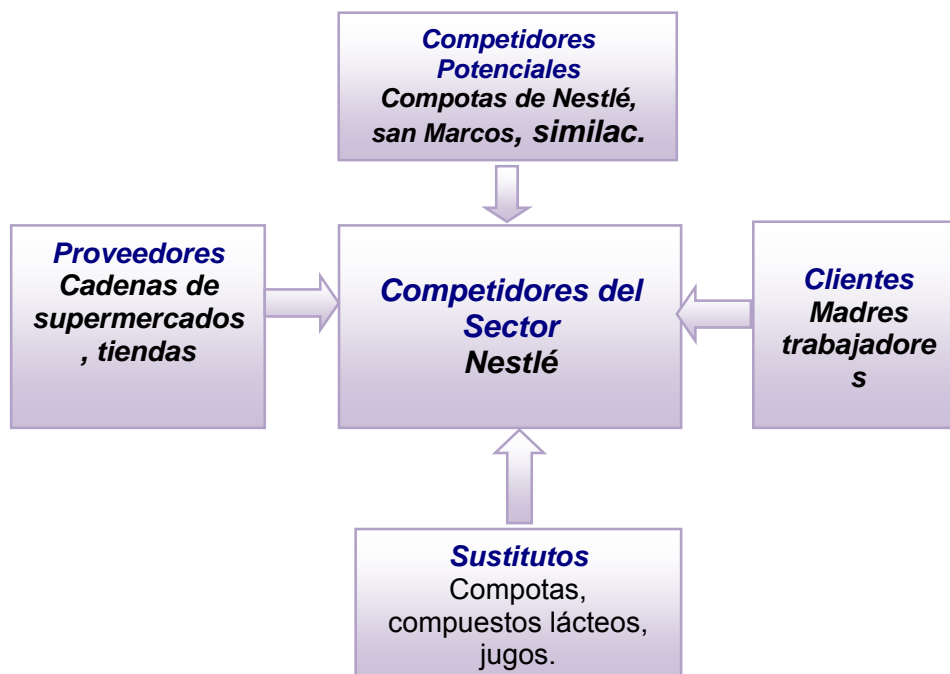 Competidores
Potenciales
Compotas de Nestlé,
san Marcos, similac.
Proveedores
Cadenas de
supermercados
, tiendas
Competidores del
Sector
Nestlé
Clientes
Madres
trabajadore
s
Sustitutos
Compotas,
compuestos lácteos,
jugos.